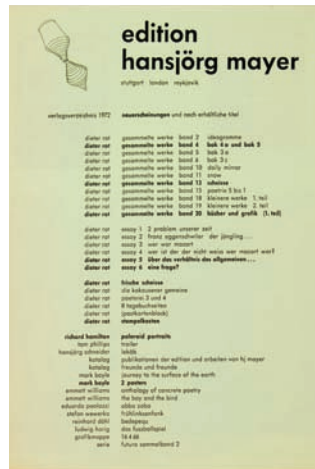 edition
hansjörg mayer
stuttgart london reykjavik
verlagsverzeichnis 1972 neuerscheinungen und noch erhältliche titel
dieter rot gesammelte werke band 2 ideogramme
dieter rot gesammelte werke band 4 bok 4a und bok 5
dieter rot gesammelte werke band 5 bok 3a
dieter rot gesammelte werke band 6 bok 3c
dieter rot gesammelte werke band 10 daily mirror
dieter rot gesammelte werke band 11 snow
dieter rot gesammelte werke band 13 scheisse
dieter rot gesammelte werke band 15 poetrie 5 bis 1
dieter rot gesammelte werke band 18 kleinere werke 1. teil
dieter rot gesammelte werke band 19 kleinere werke 2. teil
dieter rot gesammelte werke band 20 bücher und grafik (1. teil)
dieter rot essay 1 2 problem unserer zeit
dieter rot essay 2 franz eggenschwiler der jüngling...
dieter rot essay 3 wer war mozart
dieter rot essay 4 wer ist der der nicht weiss wer mozart war?
dieter rot essay 5 über das verhalten des allgemeinen...
dieter rot essay 6 eine frage?
dieter rot frische scheisse
dieter rot die kakausener gemeine
dieter rot poeterei 3 und 4
dieter rot 8 tagebuchseiten
dieter rot (postkartenblock)
dieter rot stempelkasten
richard hamilton polaroid portraits
tom phillips trailer
hansjörg schneider leköb
katalog publikationen der edition und arbeiten von hj mayer
katalog freunde und freunde
mark boyle journey to the surface of the earth
mark boyle 2 posters
emmett williams anthology of concrete poetry
emmett williams the boy and the bird
eduardo paolozzi abba zaba
stefan wewerka frühlinksamfunk
reinhard döhl bedepequ
ludwig harig das fussballspiel
grafikmappe 16.4.66
serie futura sammelband 2